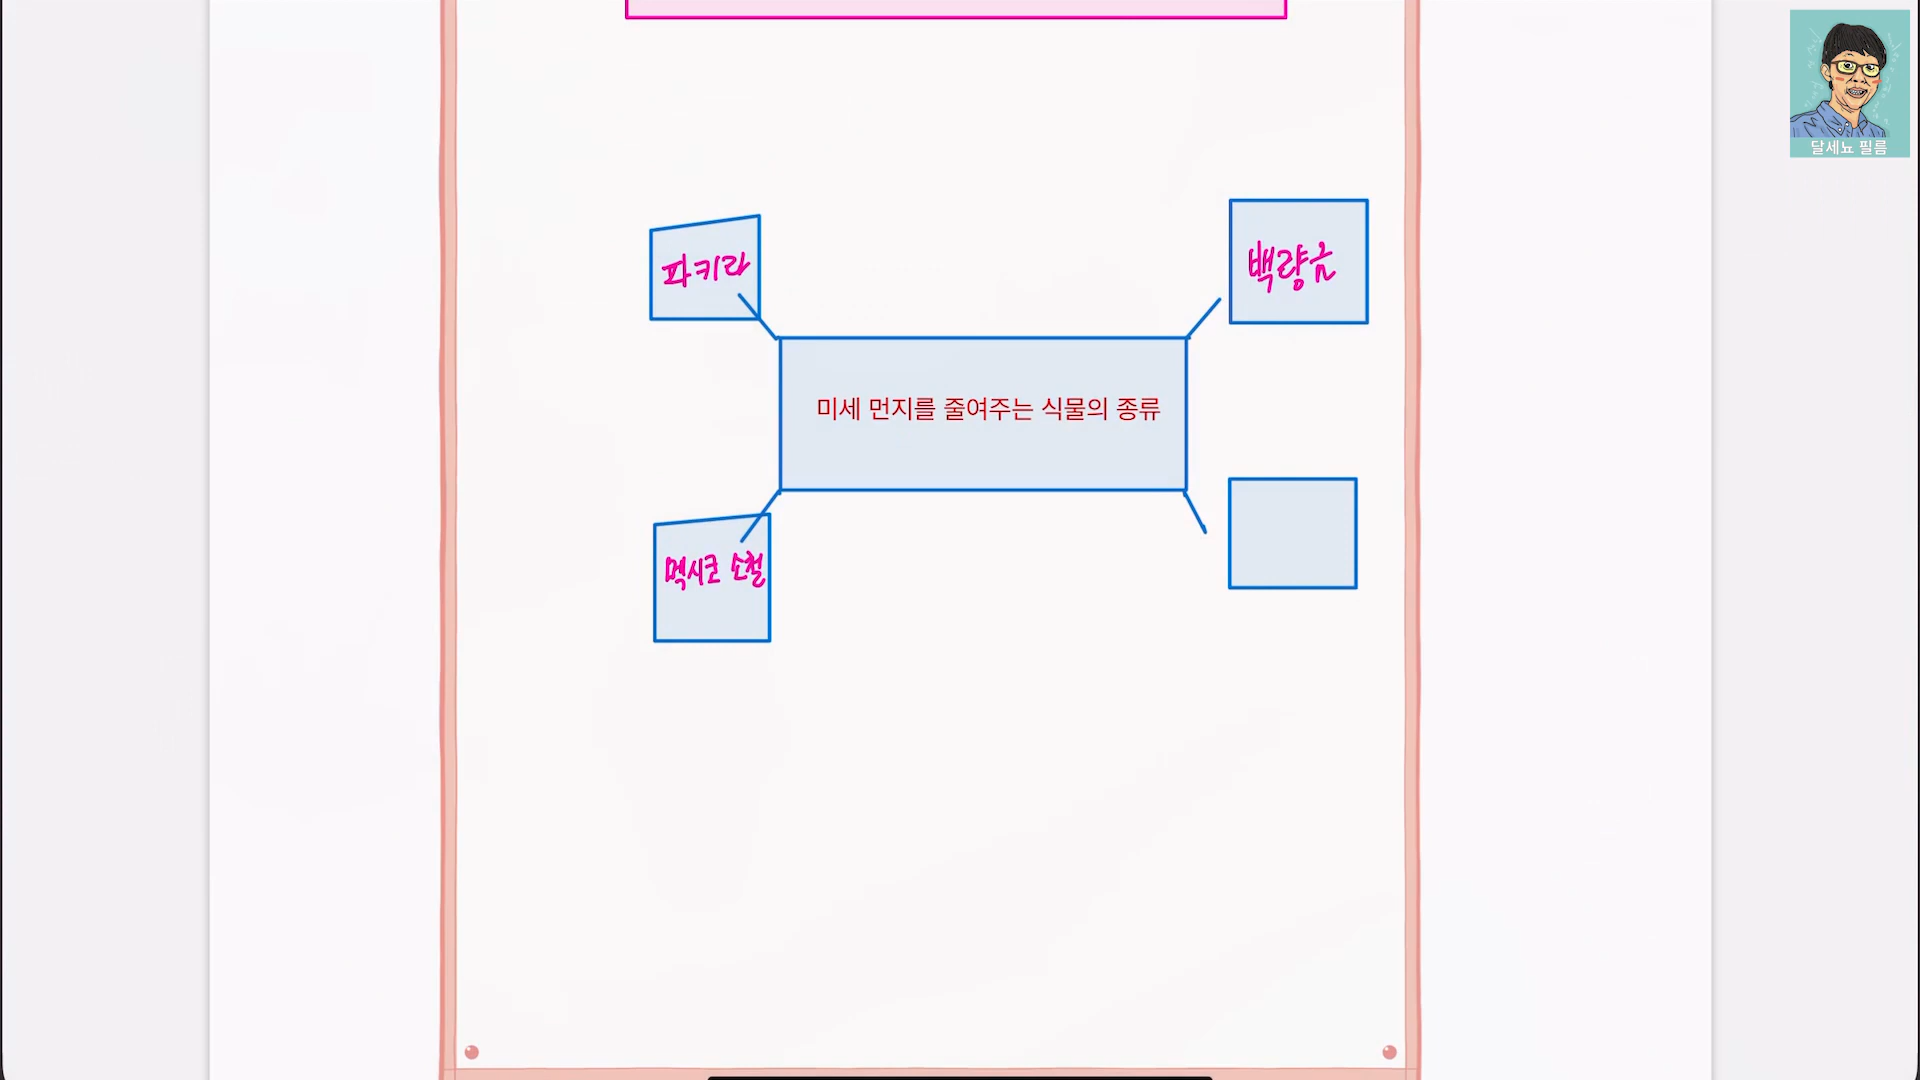 달세뇨 필름
파키라
백량금
미세 먼지를 줄여주는 식물의 종류
멕시코 소철